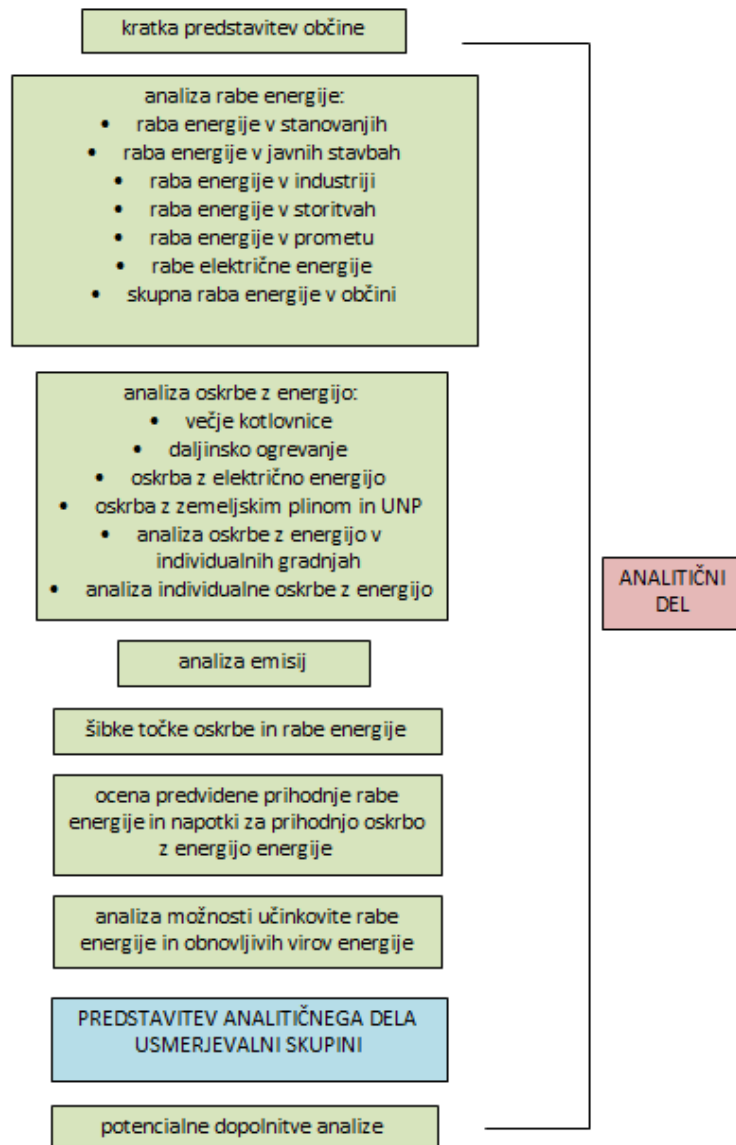 kratka predstavitev občine
analiza rabe energije:
• raba energije v stanovanjih
• raba energije v javnih stavbah
• raba energije v industriji
• raba energije v storitvah
• raba energije v prometu
• rabe električne energije
• skupna raba energije v občini
analiza oskrbe z energijo:
• večje kotlovnice
• daljinsko ogrevanje
• oskrba z električno energijo
• oskrba z zemeljskim plinom in UNP
• analiza oskrbe z energijo v
individualnih gradnjah
• analiza individualne oskrbe z energijo
analiza emisij
šibke točke oskrbe in rabe energije
ocena predvidene prihodnje rabe
energije in napotki za prihodnjo oskrbo
z energijo energije
analiza možnosti učinkovite rabe
energije in obnovljivih virov energije
PREDSTAVITEV ANALITIČNEGA DELA
USMERJEVALNI SKUPINI
potencialne dopolnitve analize
ANALITIČNI
DEL